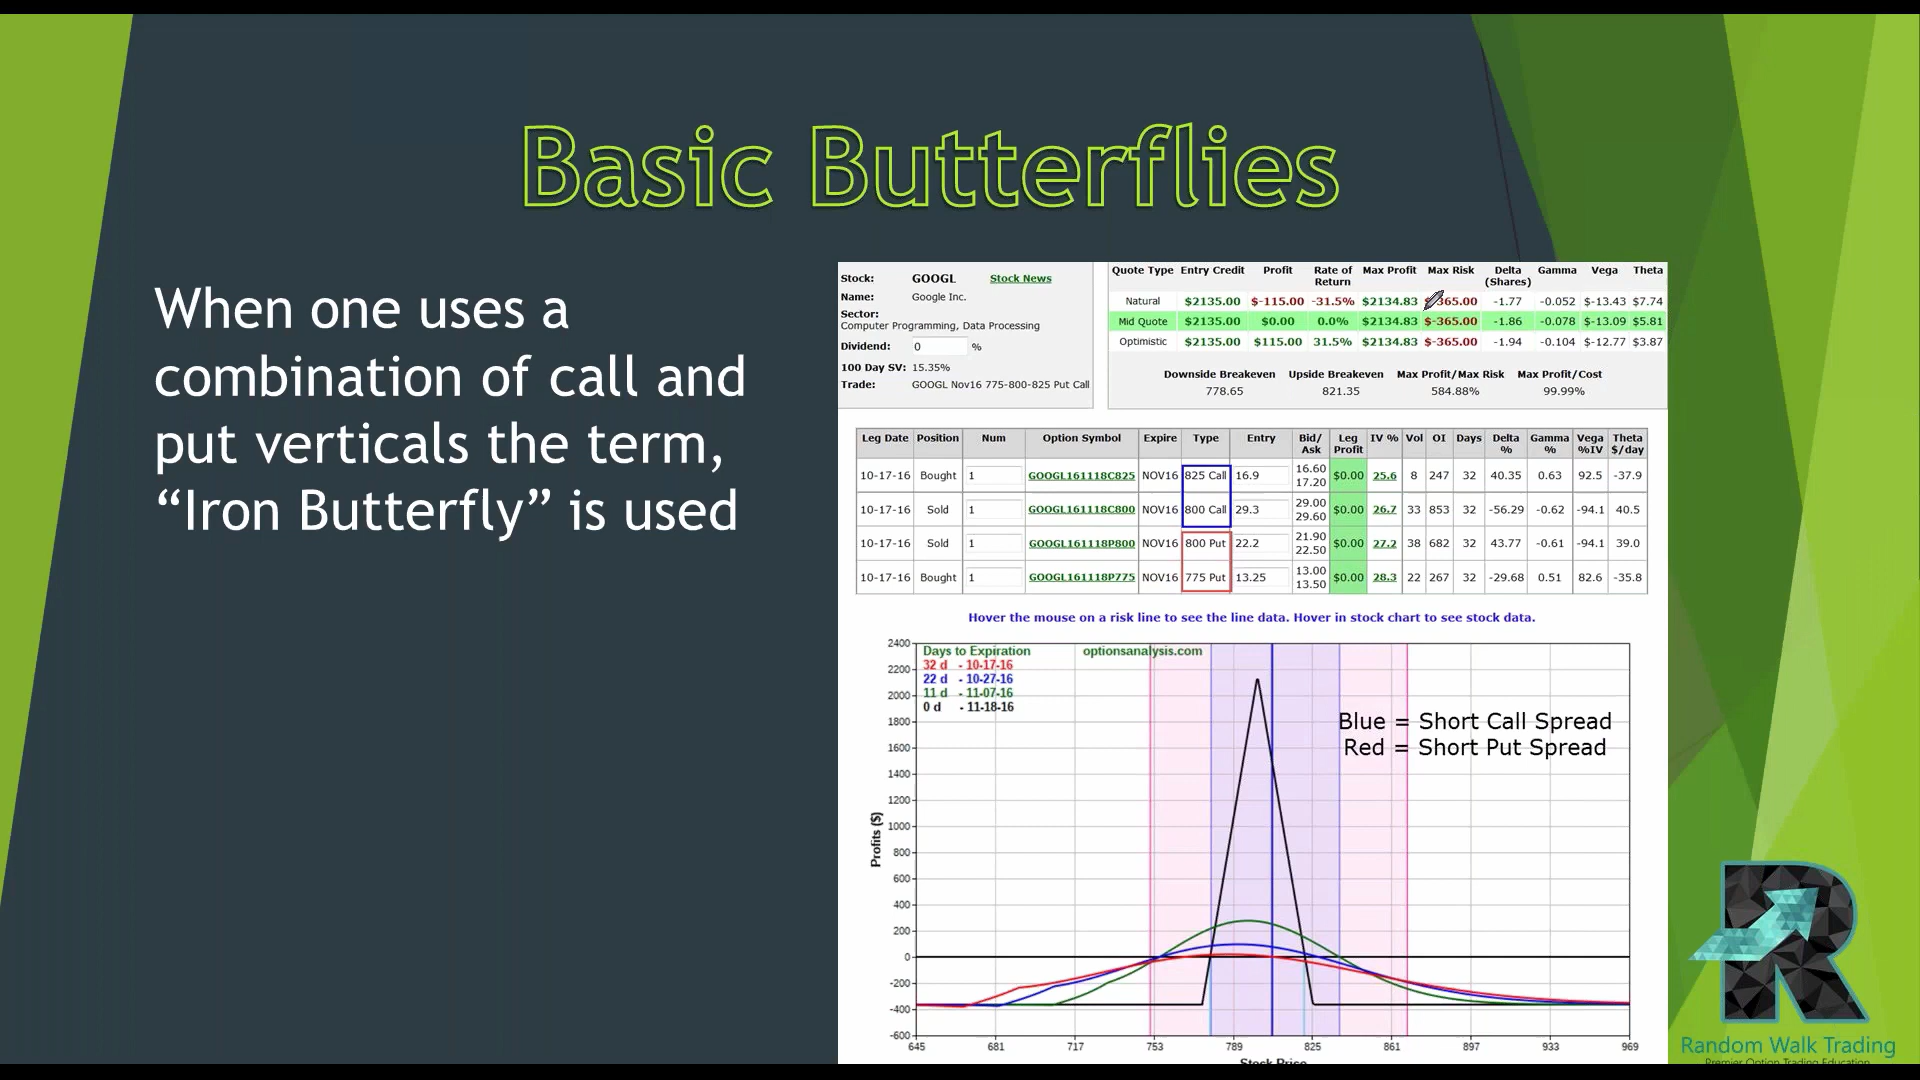 Basic Butterflies
When one uses a
combination of call and
put verticals the term,
“Iron Butterfly” is used
Stock: GOOGL Stock News
Name: Google Inc.
Sector:
Computer Programming, Data Processing
Dividend: 0 %
100 Day SV: 15.35%
Trade: GOOGL Nov16 775-800-825 Put Call
Quote Type Entry Credit Profit Rate of Return Max Profit Max Risk Delta (Shares) Gamma Vega Theta
Natural $2135.00 $-115.00 -31.5% $2134.83 $-365.00 -1.77 -0.052 $-13.43 $7.74
Mid Quote $2135.00 $0.00 0.0% $2134.83 $-365.00 -1.86 -0.078 $-13.09 $5.81
Optimistic $2135.00 $115.00 31.5% $2134.83 $-365.00 -1.94 -0.104 $-12.77 $3.87
Downside Breakeven Upside Breakeven Max Profit/Max Risk Max Profit/Cost
778.65 821.35 584.88% 99.99%
Leg Date Position Num Option Symbol Expire Type Entry Bid/ Ask Leg Profit IV % Vol OI Days Delta % Gamma % Vega %IV Theta $/day
10-17-16 Bought 1 GOOGL161118C825 NOV16 825 Call 16.9 16.60 17.20 $0.00 25.6 8 247 32 40.35 0.63 92.5 -37.9
10-17-16 Sold 1 GOOGL161118C800 NOV16 800 Call 29.3 29.00 29.60 $0.00 26.7 33 853 32 -56.29 -0.62 -94.1 40.5
10-17-16 Sold 1 GOOGL161118P800 NOV16 800 Put 22.2 21.90 22.50 $0.00 27.2 38 682 32 43.77 -0.61 -94.1 39.0
10-17-16 Bought 1 GOOGL161118P775 NOV16 775 Put 13.25 13.00 13.50 $0.00 28.3 22 267 32 -29.68 0.51 82.6 -35.8
Hover the mouse on a risk line to see the line data. Hover in stock chart to see stock data.
Days to Expiration optionsanalysis.com
32 d - 10-17-16
22 d - 10-27-16
11 d - 11-07-16
0 d - 11-18-16
Blue = Short Call Spread
Red = Short Put Spread
Profits ($)
2400
2200
2000
1800
1600
1400
1200
1000
800
600
400
200
0
-200
-400
-600
645 681 717 753 789 825 861 897 933 969
Stock Price
Random Walk Trading
Premier Option Trading Education